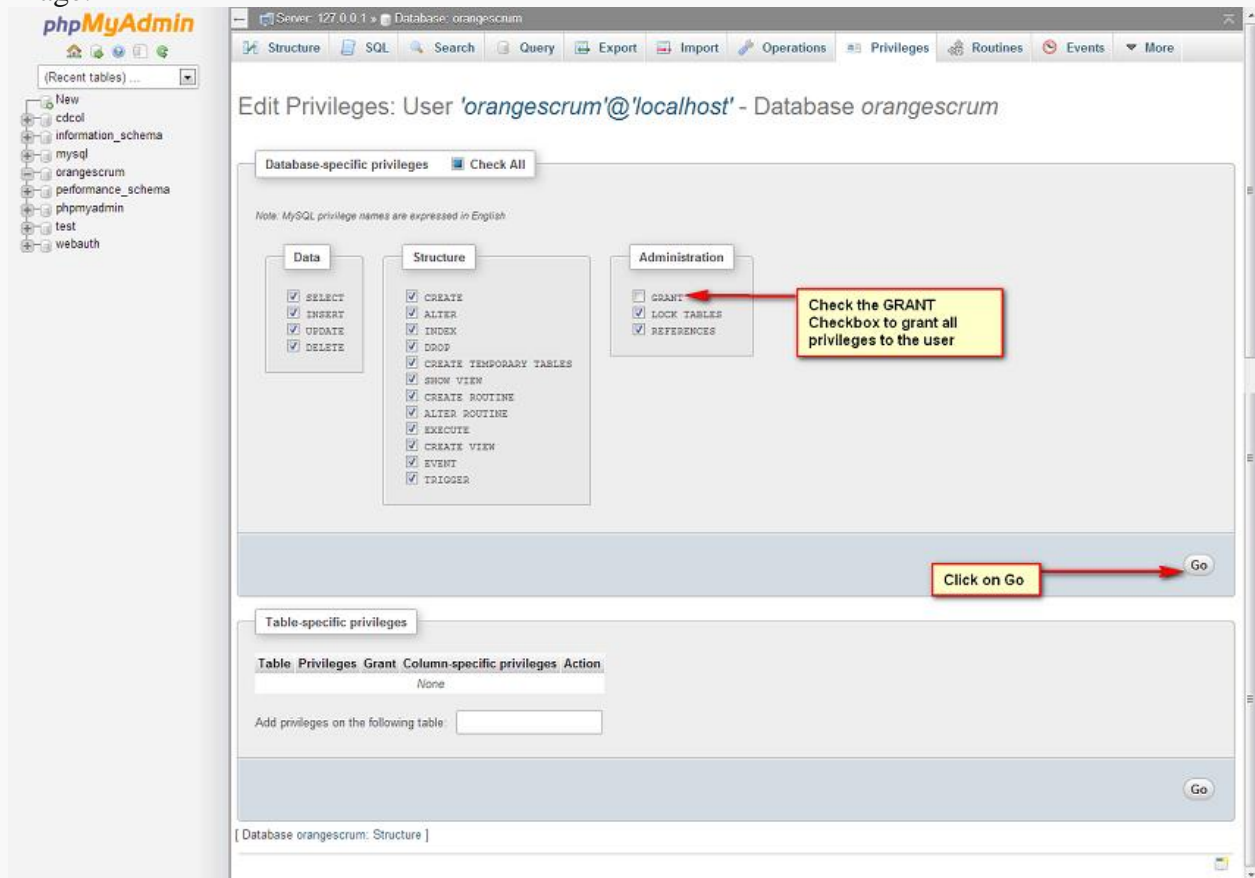 phpMyAdmin
(Recent tables) ...
New
cdcol
information_schema
mysql
orangescrum
performance_schema
phpmyadmin
test
webauth
Server: 127.0.0.1 » Database: orangescrum
Structure SQL Search Query Export Import Operations Privileges Routines Events More
Edit Privileges: User 'orangescrum'@'localhost' - Database orangescrum
Database-specific privileges Check All
Note: MySQL privilege names are expressed in English
Data
SELECT
INSERT
UPDATE
DELETE
Structure
CREATE
ALTER
INDEX
DROP
CREATE TEMPORARY TABLES
SHOW VIEW
CREATE ROUTINE
ALTER ROUTINE
EXECUTE
CREATE VIEW
EVENT
TRIGGER
Administration
GRANT
LOCK TABLES
REFERENCES
Check the GRANT
Checkbox to grant all
privileges to the user
Click on Go
Go
Table-specific privileges
Table Privileges Grant Column-specific privileges Action
None
Add privileges on the following table:
Go
[ Database orangescrum: Structure ]